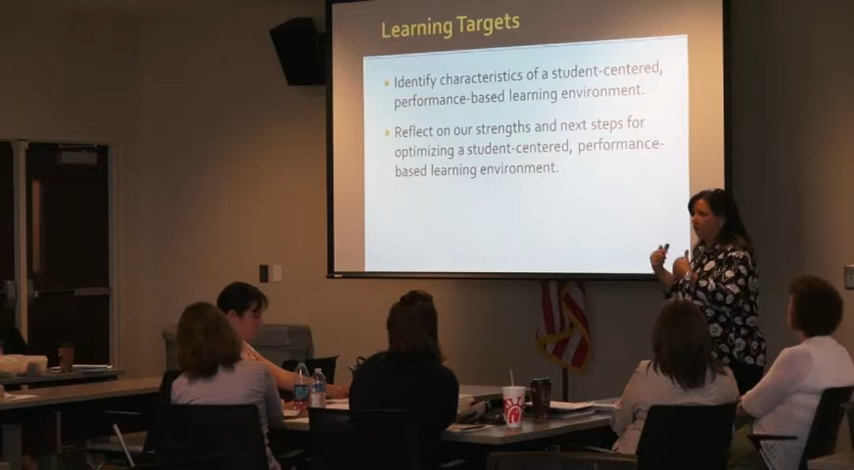 Learning Targets
Identify characteristics of a student-centered,
performance-based learning environment.
Reflect on our strengths and next steps for
optimizing a student-centered, performance-
based learning environment.